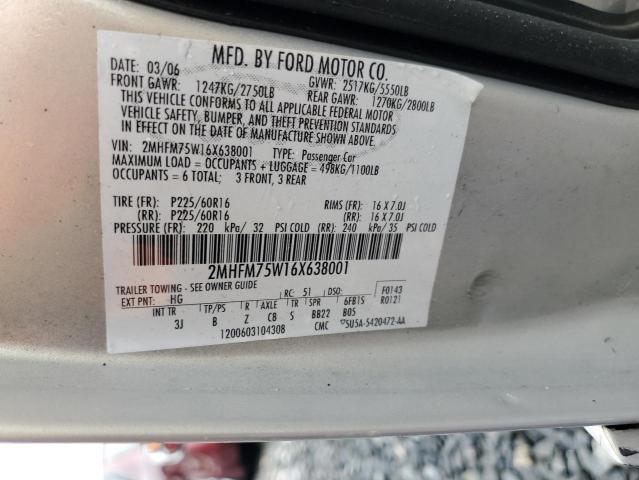 MFD. BY FORD MOTOR CO.
DATE: 03/06 GVWR: 2517KG/5550LB
FRONT GAWR: 1247KG/2750LB REAR GAWR: 1270KG/2800LB
THIS VEHICLE CONFORMS TO ALL APPLICABLE FEDERAL MOTOR
VEHICLE SAFETY, BUMPER, AND THEFT PREVENTION STANDARDS
IN EFFECT ON THE DATE OF MANUFACTURE SHOWN ABOVE.
VIN: 2MHFM75W16X638001 TYPE: Passenger Car
MAXIMUM LOAD = OCCUPANTS + LUGGAGE = 498KG/1100LB
OCCUPANTS = 6 TOTAL; 3 FRONT, 3 REAR
TIRE (FR): P225/60R16 RIMS (FR): 16 X 7.0J
(RR): P225/60R16 (RR): 16 X 7.0J
PRESSURE (FR): 220 kPa/ 32 PSI COLD (RR): 240 kPa/ 35 PSI COLD
2MHFM75W16X638001
TRAILER TOWING - SEE OWNER GUIDE
EXT PNT: HG RC: 51 DSO: F0143
INT TR TP/PS R AXLE TR SPR 6FB1S R0121
3J B Z C8 S BB22 B05
1200603104308 CMC 5U5A-5420472-AA